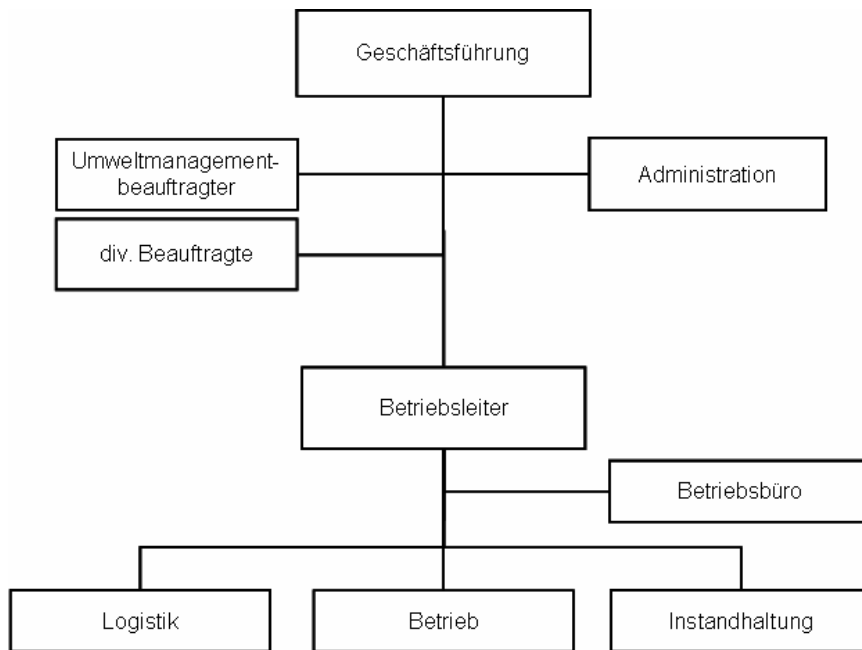 Geschäftsführung
Umweltmanagement-
beauftragter
Administration
div. Beauftragte
Betriebsleiter
Betriebsbüro
Logistik
Betrieb
Instandhaltung